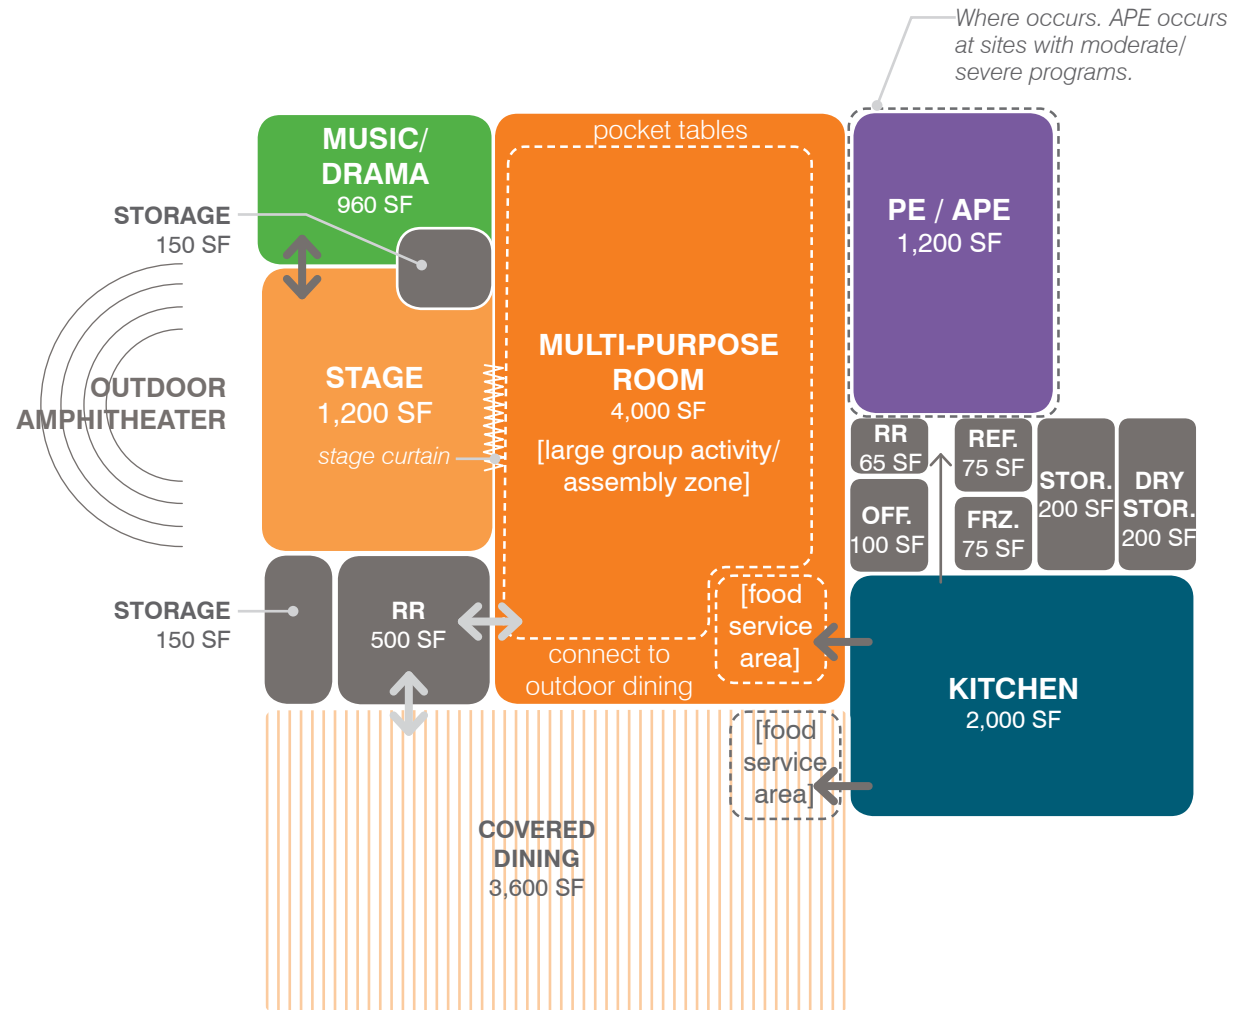 Where occurs. APE occurs
at sites with moderate/
severe programs.
MUSIC/
DRAMA
960 SF
STORAGE
150 SF
pocket tables
PE / APE
1,200 SF
OUTDOOR
AMPHITHEATER
STAGE
1,200 SF
stage curtain
MULTI-PURPOSE
ROOM
4,000 SF
[large group activity/
assembly zone]
RR
65 SF
OFF.
100 SF
REF.
75 SF
FRZ.
75 SF
STOR.
200 SF
DRY
STOR.
200 SF
STORAGE
150 SF
RR
500 SF
[food
service
area]
connect to
outdoor dining
KITCHEN
2,000 SF
[food
service
area]
COVERED
DINING
3,600 SF